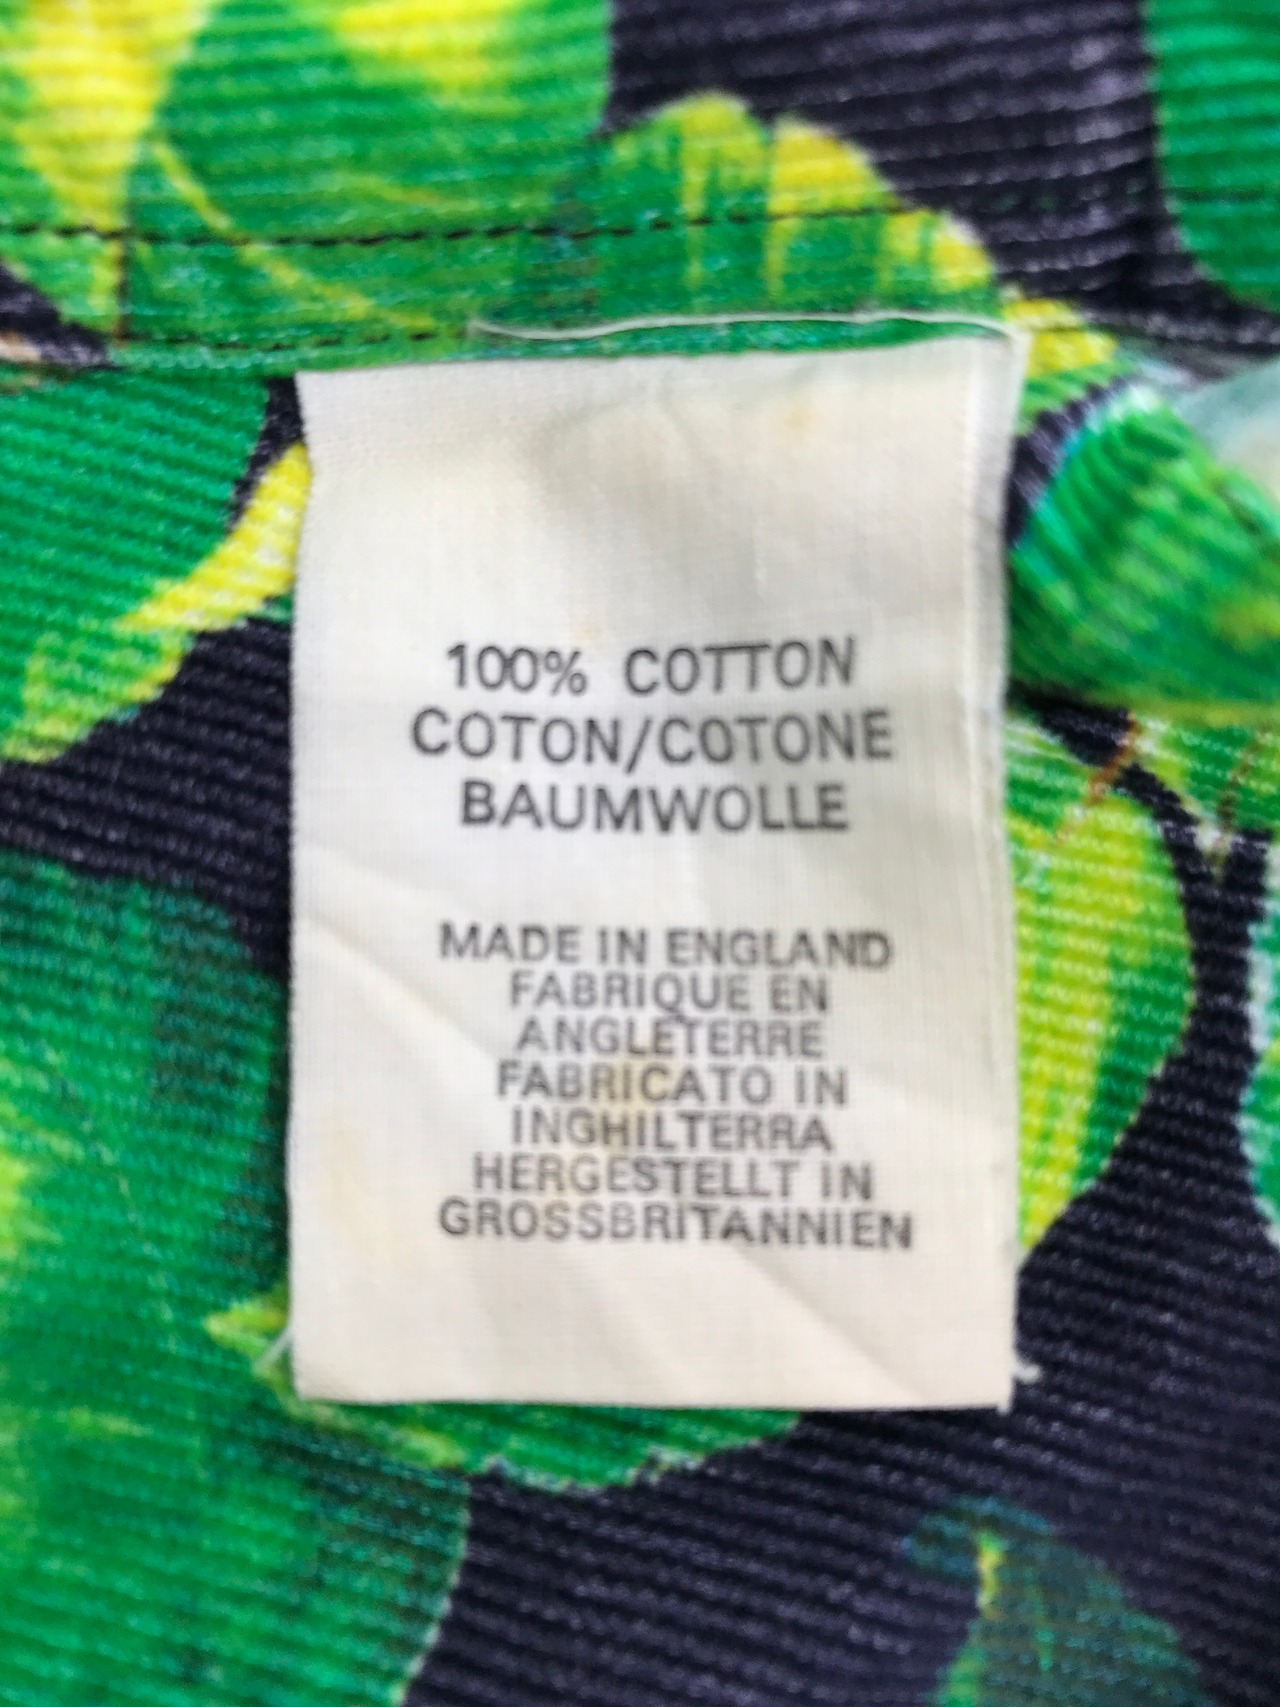 100% COTTON
COTON/COTONE
BAUMWOLLE
MADE IN ENGLAND
FABRIQUE EN
ANGLETERRE
FABRICATO IN
INGHILTERRA
HERGESTELLT IN
GROSSBRITANNIEN